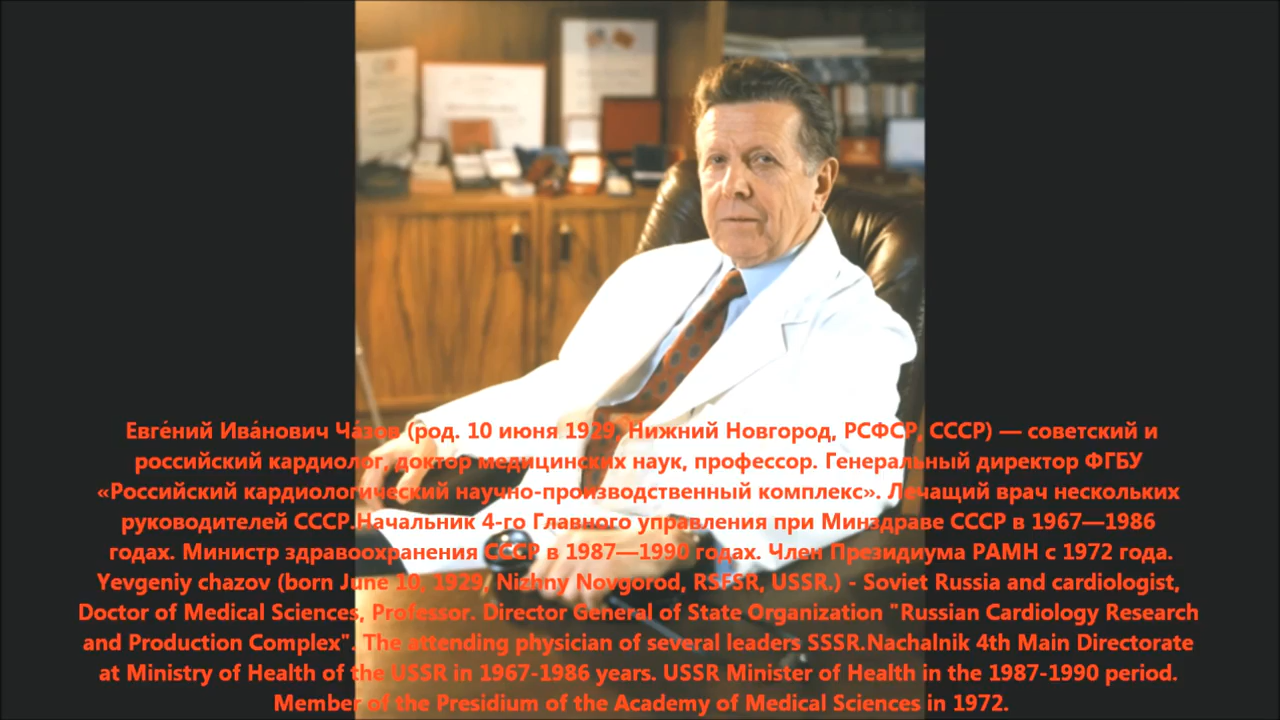 Евге́ний Ива́нович Ча́зов (род. 10 июня 1929, Нижний Новгород, РСФСР, СССР) — советский и
российский кардиолог, доктор медицинских наук, профессор. Генеральный директор ФГБУ
«Российский кардиологический научно-производственный комплекс». Лечащий врач нескольких
руководителей СССР.Начальник 4-го Главного управления при Минздраве СССР в 1967—1986
годах. Министр здравоохранения СССР в 1987—1990 годах. Член Президиума РАМН с 1972 года.
Yevgeniy chazov (born June 10, 1929, Nizhny Novgorod, RSFSR, USSR.) - Soviet Russia and cardiologist,
Doctor of Medical Sciences, Professor. Director General of State Organization "Russian Cardiology Research
and Production Complex". The attending physician of several leaders SSSR.Nachalnik 4th Main Directorate
at Ministry of Health of the USSR in 1967-1986 years. USSR Minister of Health in the 1987-1990 period.
Member of the Presidium of the Academy of Medical Sciences in 1972.